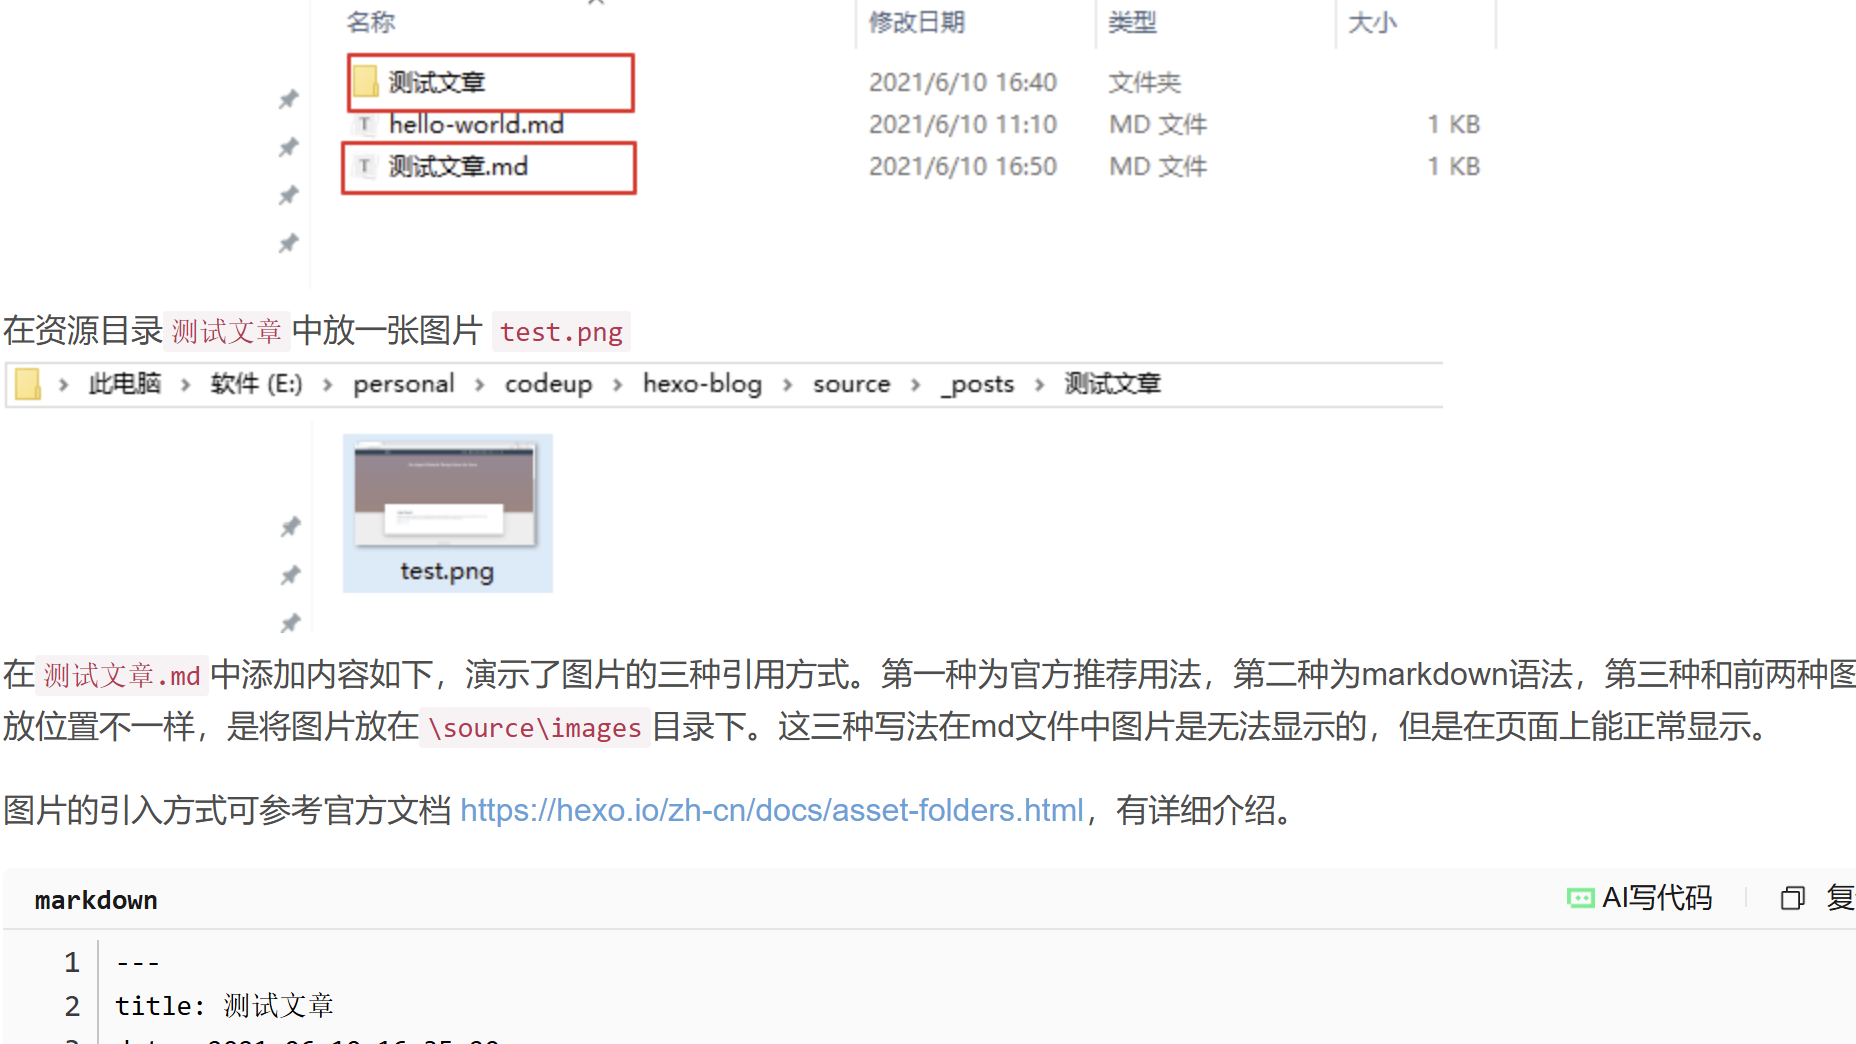 名称 修改日期 类型 大小
测试文章 2021/6/10 16:40 文件夹
hello-world.md 2021/6/10 11:10 MD 文件 1 KB
测试文章.md 2021/6/10 16:50 MD 文件 1 KB
在资源目录 测试文章 中放一张图片 test.png
此电脑 › 软件 (E:) › personal › codeup › hexo-blog › source › _posts › 测试文章
test.png
在 测试文章.md 中添加内容如下，演示了图片的三种引用方式。第一种为官方推荐用法，第二种为markdown语法，第三种和前两种图
放位置不一样，是将图片放在 \source\images 目录下。这三种写法在md文件中图片是无法显示的，但是在页面上能正常显示。
图片的引入方式可参考官方文档 https://hexo.io/zh-cn/docs/asset-folders.html，有详细介绍。
markdown AI写代码
1 ---
2 title: 测试文章